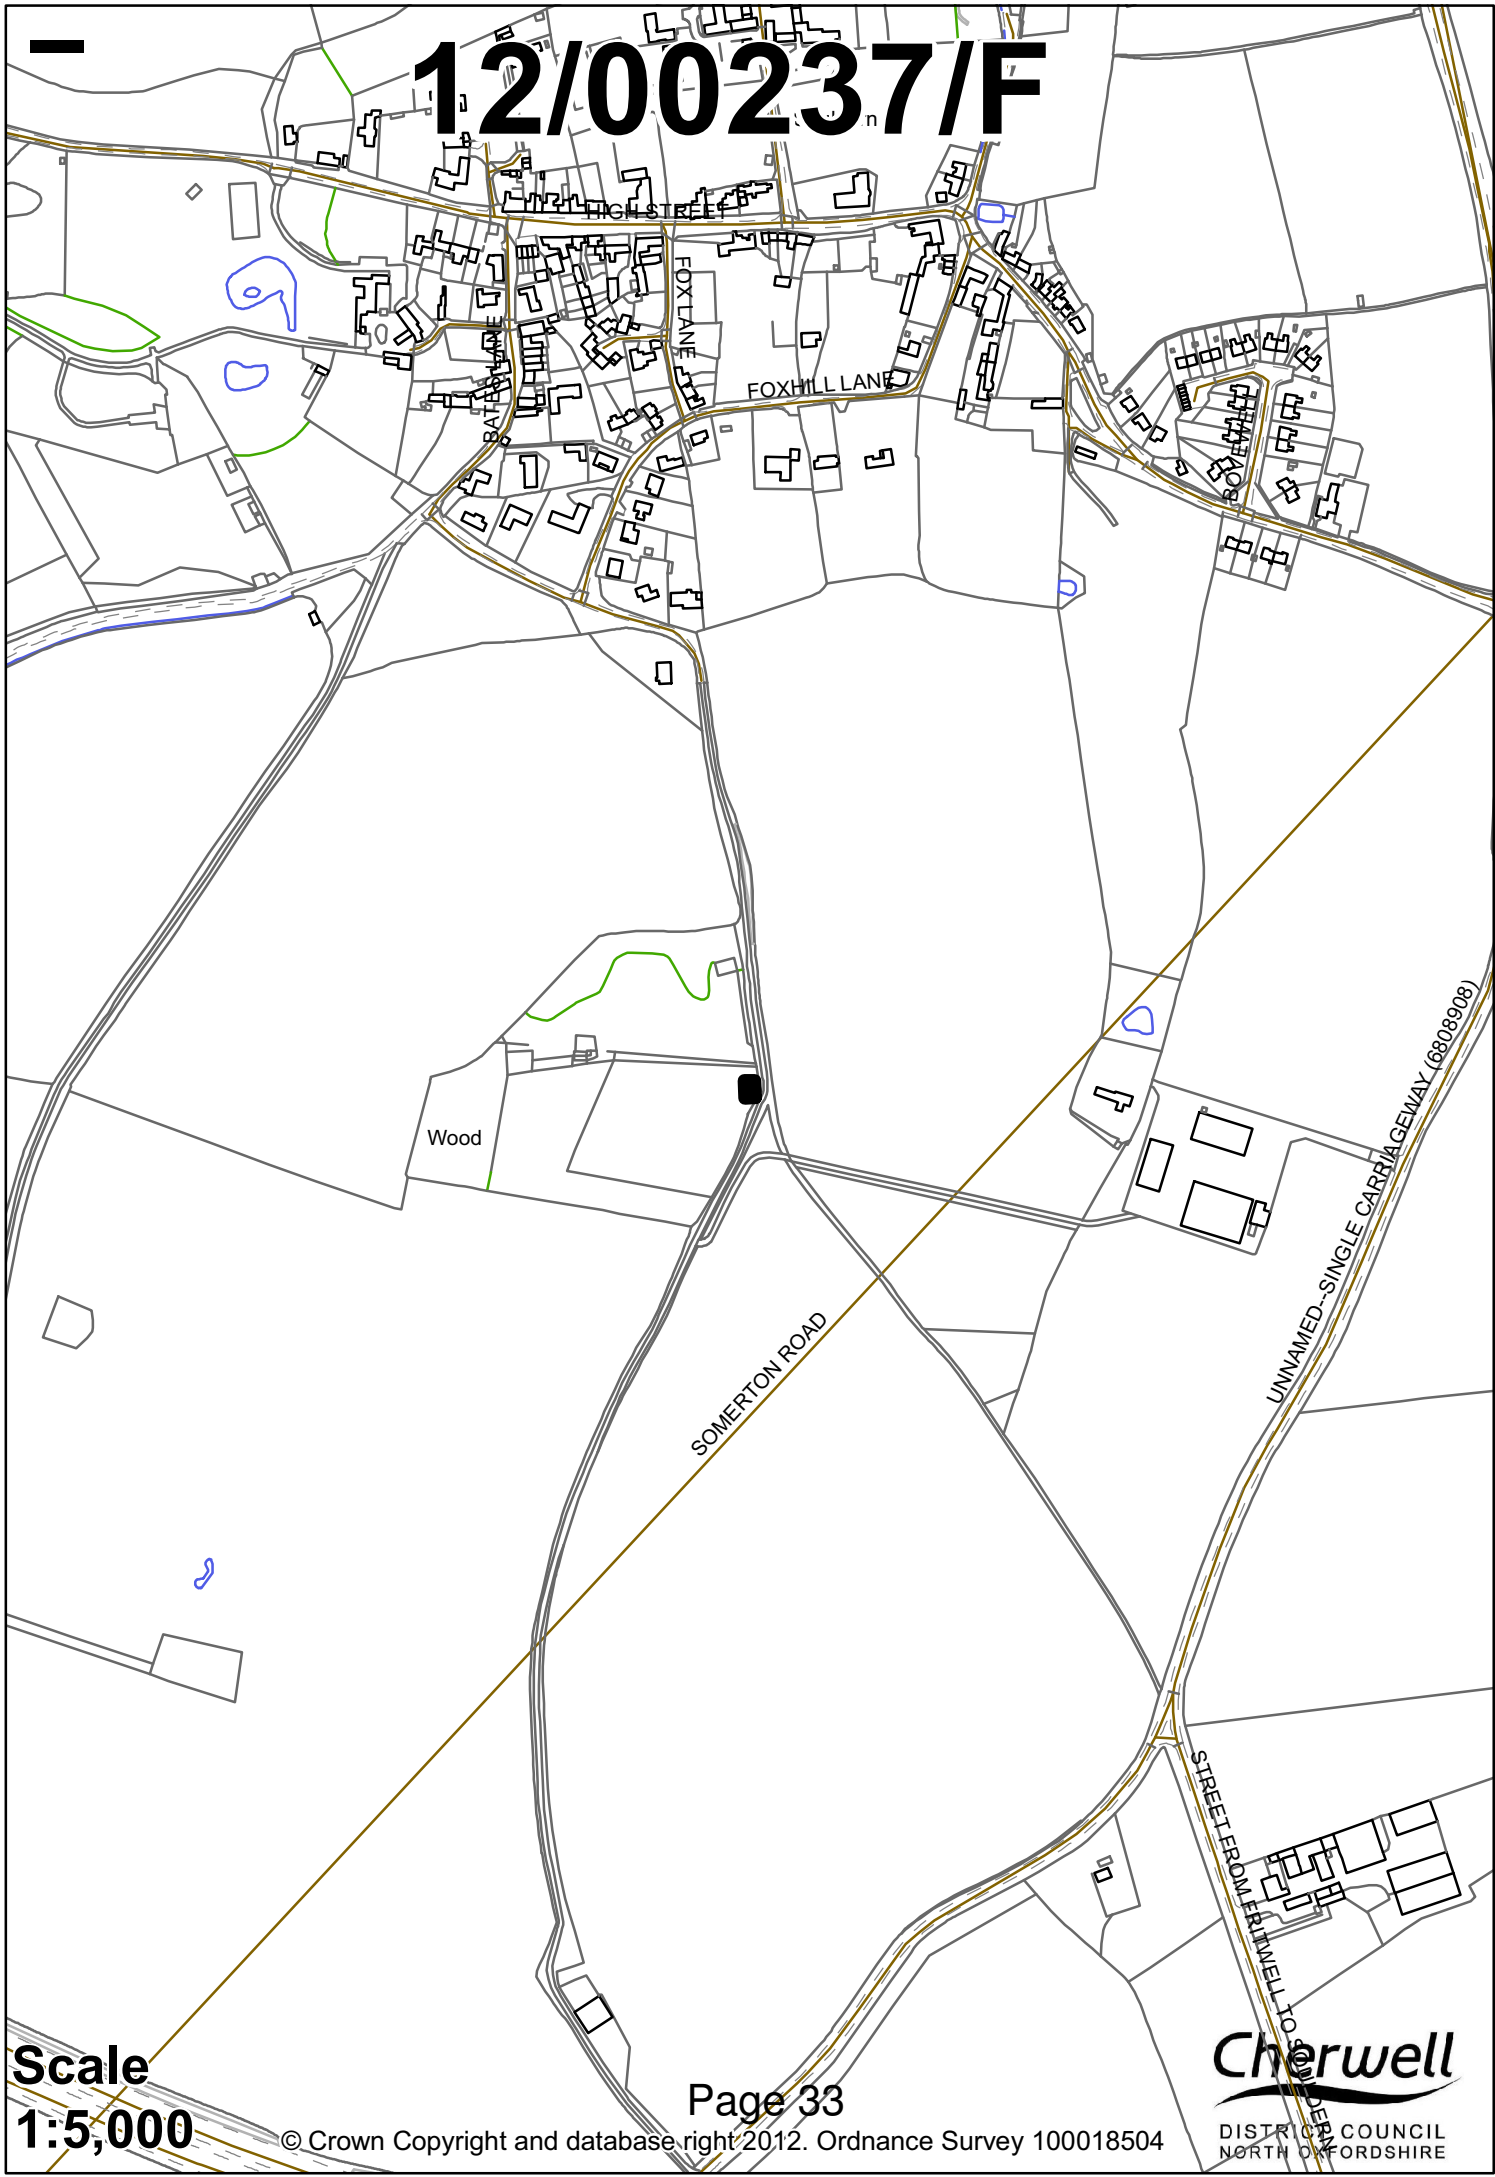 12/00237/F
HIGH STREET
FOX LANE
BATES LANE
FOXHILL LANE
Wood
UNNAMED--SINGLE CARRIAGEWAY (6808908)
SOMERTON ROAD
STREET FROM FRITWELL TO SOULDERN
Scale
1:5,000
Page 33
© Crown Copyright and database right 2012. Ordnance Survey 100018504
Cherwell
DISTRICT COUNCIL
NORTH OXFORDSHIRE